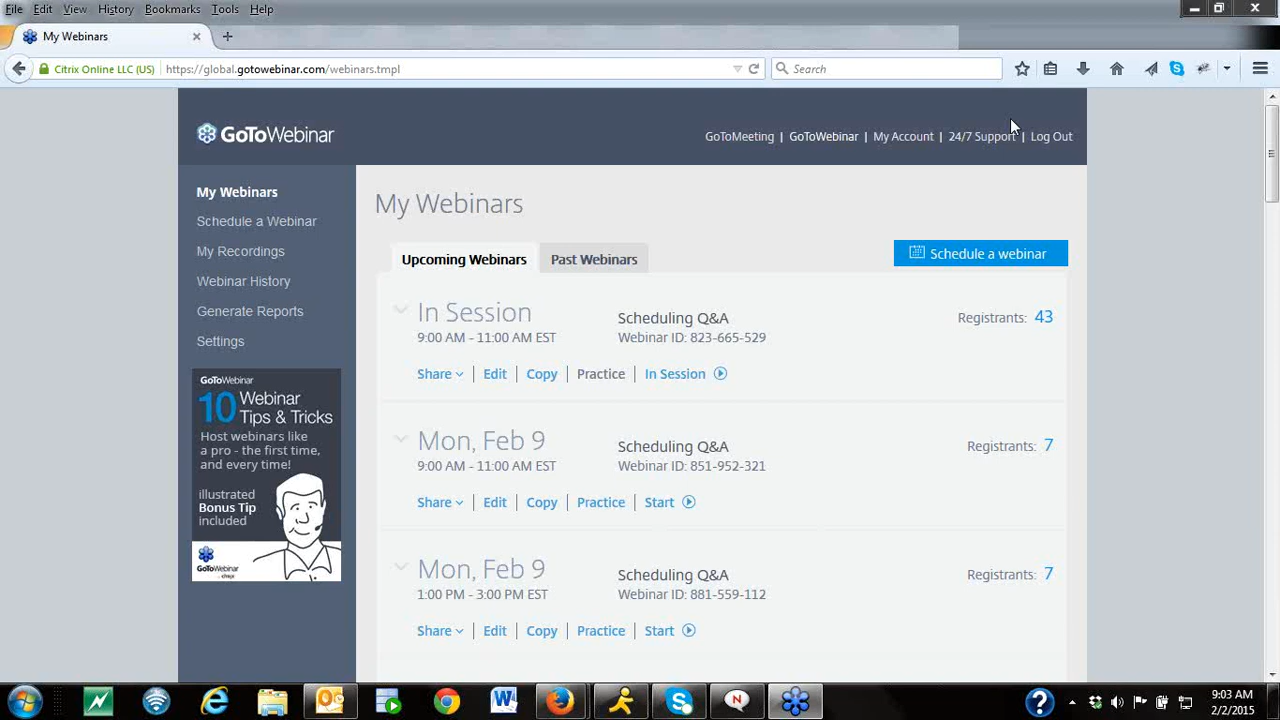 File Edit View History Bookmarks Tools Help
My Webinars
Citrix Online LLC (US) https://global.gotowebinar.com/webinars.tmpl Search
GoToWebinar
GoToMeeting | GoToWebinar | My Account | 24/7 Support | Log Out
My Webinars
Schedule a Webinar
My Recordings
Webinar History
Generate Reports
Settings
GoToWebinar
10 Webinar
Tips & Tricks
Host webinars like
a pro - the first time,
and every time!
illustrated
Bonus Tip
included
GoToWebinar
by citrix
My Webinars
Upcoming Webinars Past Webinars Schedule a webinar
In Session Scheduling Q&A Registrants: 43
9:00 AM - 11:00 AM EST Webinar ID: 823-665-529
Share | Edit | Copy | Practice | In Session
Mon, Feb 9 Scheduling Q&A Registrants: 7
9:00 AM - 11:00 AM EST Webinar ID: 851-952-321
Share | Edit | Copy | Practice | Start
Mon, Feb 9 Scheduling Q&A Registrants: 7
1:00 PM - 3:00 PM EST Webinar ID: 881-559-112
Share | Edit | Copy | Practice | Start
9:03 AM
2/2/2015